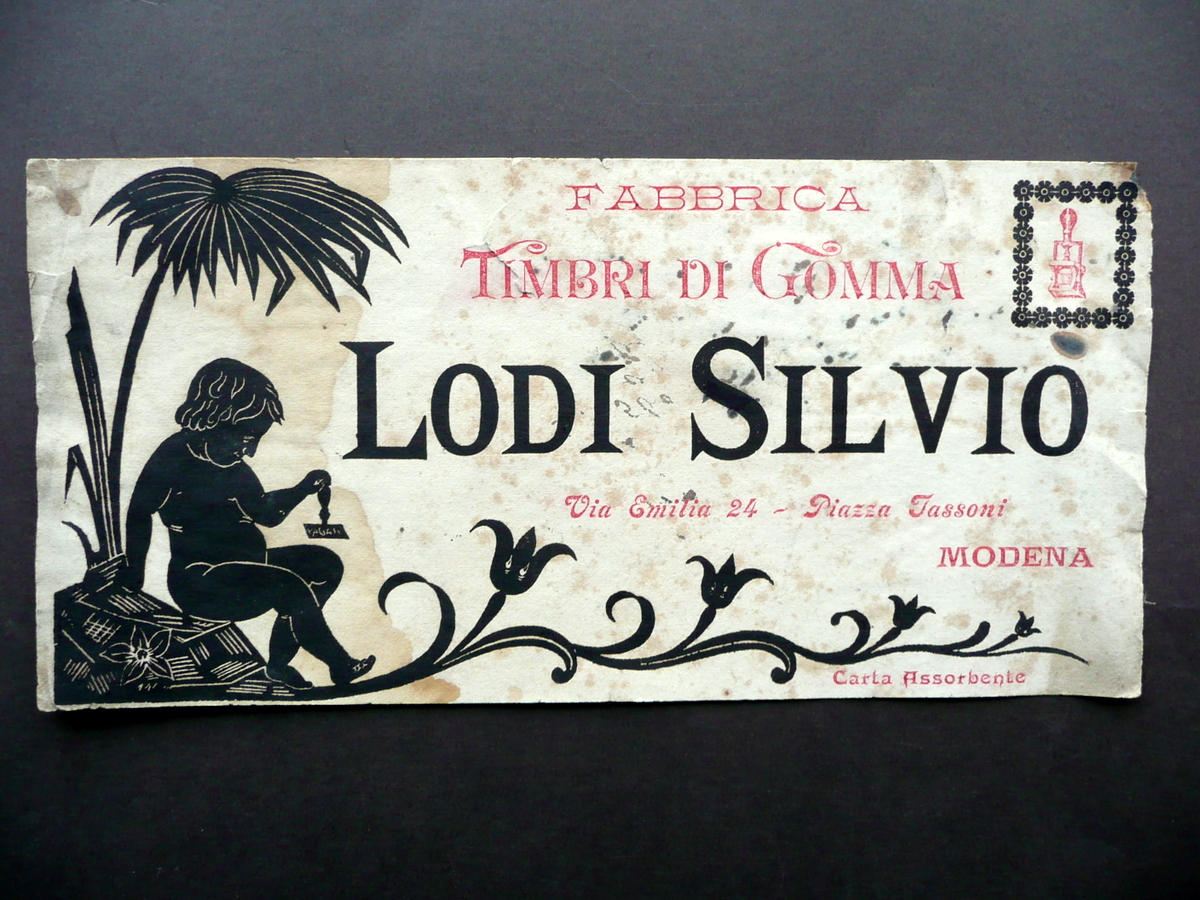 FABBRICA
TIMBRI DI GOMMA
LODI SILVIO
Via Emilia 24 - Piazza Tassoni
MODENA
Carta Assorbente